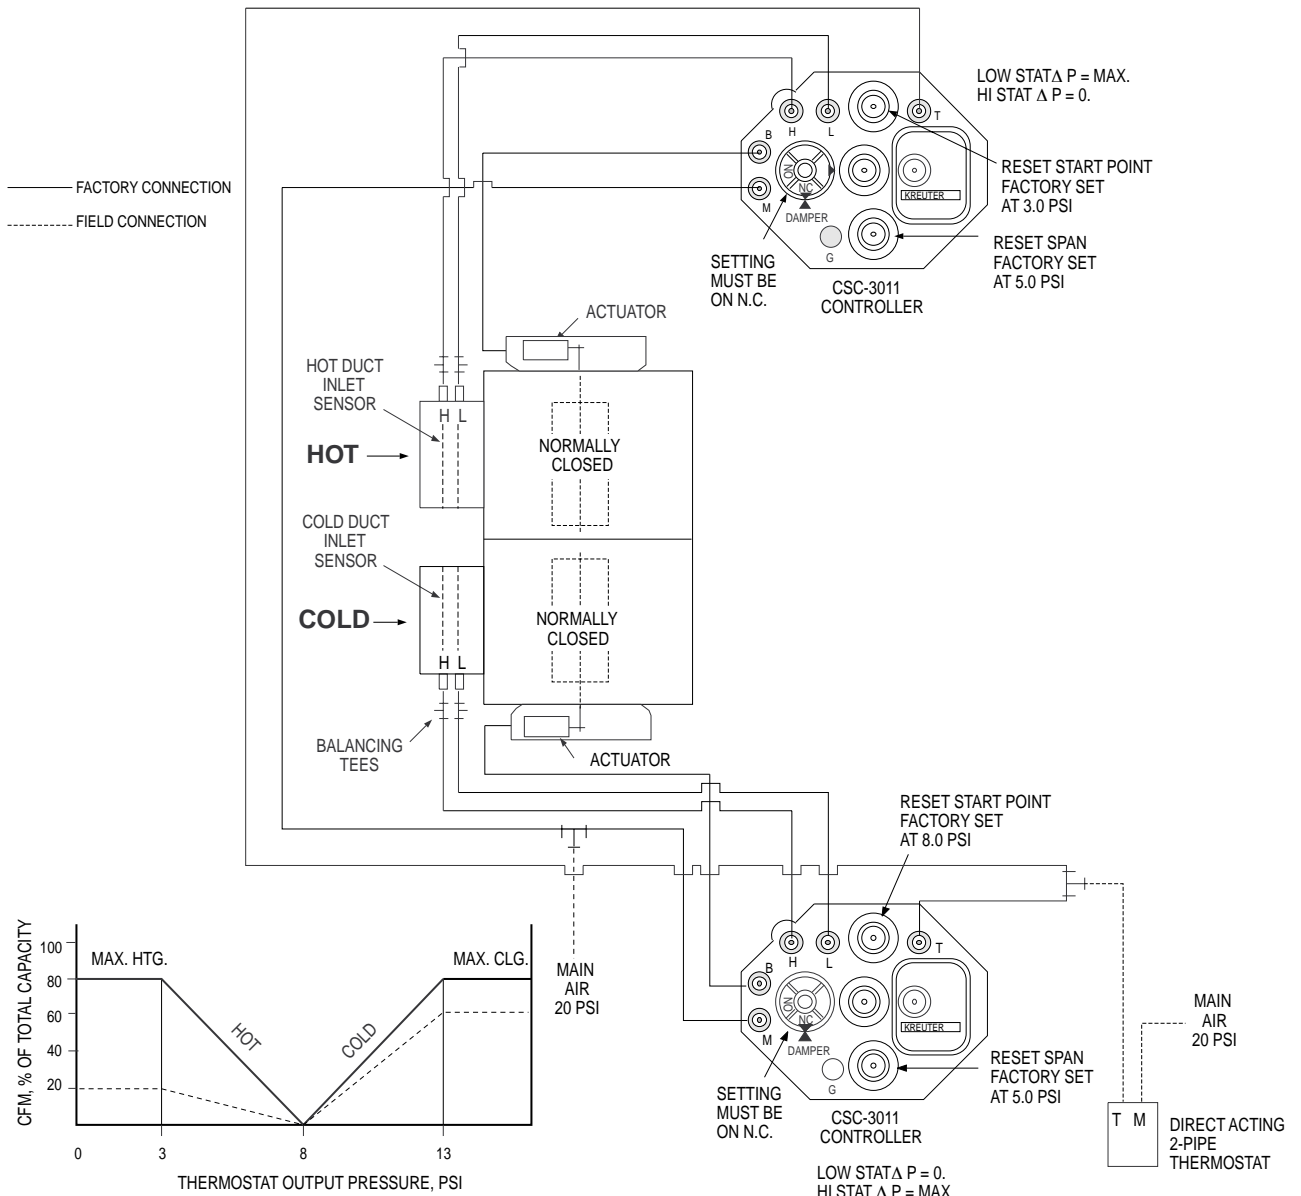 LOW STAT Δ P = MAX.
HI STAT Δ P = 0.
T
H
L
B
M
ON
NC
DAMPER
G
KREUTER
RESET START POINT
FACTORY SET
AT 3.0 PSI
RESET SPAN
FACTORY SET
AT 5.0 PSI
SETTING
MUST BE
ON N.C.
CSC-3011
CONTROLLER
FACTORY CONNECTION
FIELD CONNECTION
ACTUATOR
HOT DUCT
INLET
SENSOR
H L
HOT
NORMALLY
CLOSED
COLD DUCT
INLET
SENSOR
COLD
NORMALLY
CLOSED
H L
BALANCING
TEES
ACTUATOR
RESET START POINT
FACTORY SET
AT 8.0 PSI
MAIN
AIR
20 PSI
T
H
L
B
M
ON
NC
DAMPER
G
KREUTER
SETTING
MUST BE
ON N.C.
RESET SPAN
FACTORY SET
AT 5.0 PSI
CSC-3011
CONTROLLER
LOW STAT Δ P = 0.
HI STAT Δ P = MAX
MAIN
AIR
20 PSI
T M
DIRECT ACTING
2-PIPE
THERMOSTAT
CFM, % OF TOTAL CAPACITY
100
80
60
40
20
MAX. HTG.
MAX. CLG.
HOT
COLD
0
3
8
13
THERMOSTAT OUTPUT PRESSURE, PSI